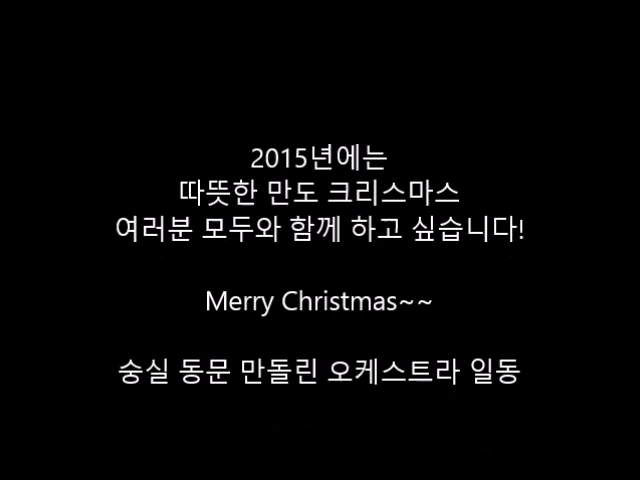 2015년에는
따뜻한 만도 크리스마스
여러분 모두와 함께 하고 싶습니다!
Merry Christmas~~
숭실 동문 만돌린 오케스트라 일동